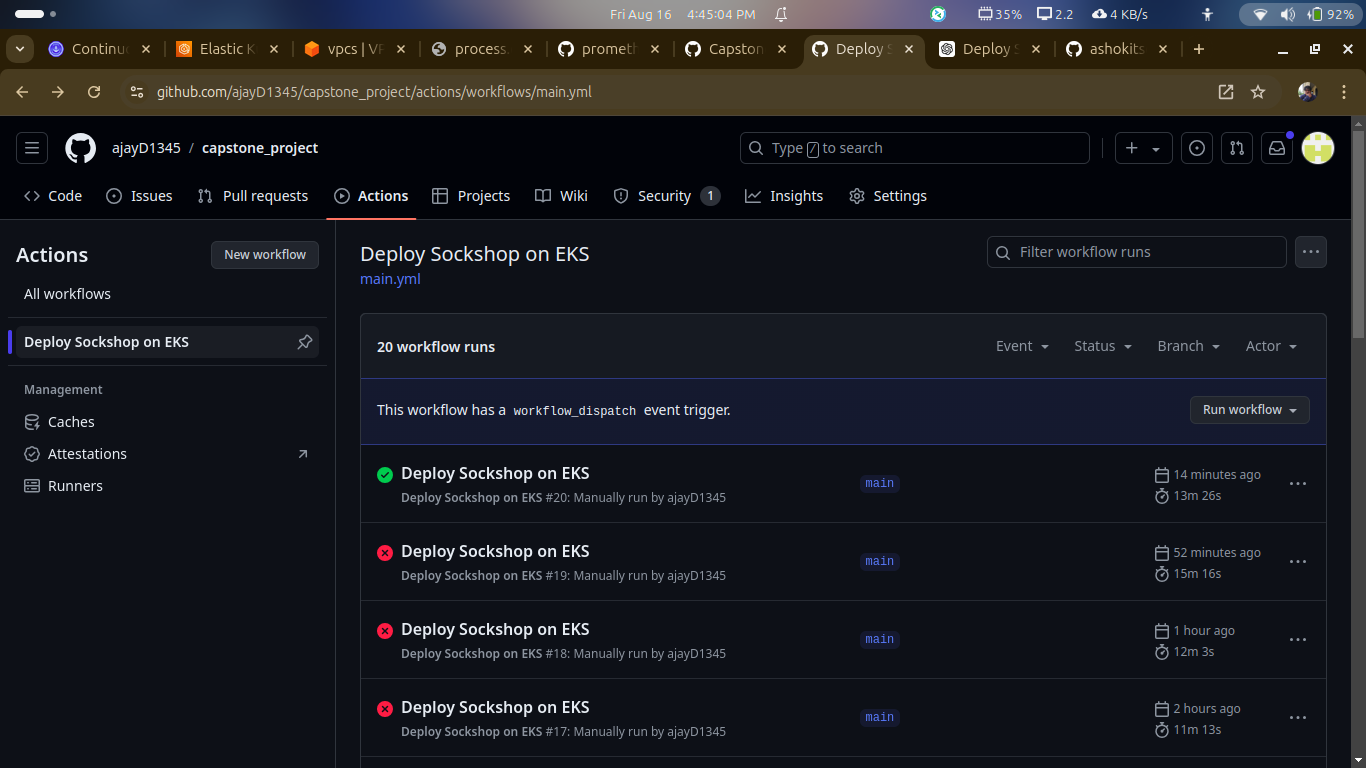 Fri Aug 16 4:45:04 PM 35% 2.2 4 KB/s 92%
Continue Elastic K vpcs | VP process. prometh Capston Deploy S Deploy S ashokits
github.com/ajayD1345/capstone_project/actions/workflows/main.yml
ajayD1345 / capstone_project Type / to search
Code Issues Pull requests Actions Projects Wiki Security 1 Insights Settings
Actions New workflow
All workflows
Deploy Sockshop on EKS
Management
Caches
Attestations
Runners
Deploy Sockshop on EKS Filter workflow runs
main.yml
20 workflow runs Event Status Branch Actor
This workflow has a workflow_dispatch event trigger. Run workflow
Deploy Sockshop on EKS main 14 minutes ago
Deploy Sockshop on EKS #20: Manually run by ajayD1345 13m 26s
Deploy Sockshop on EKS main 52 minutes ago
Deploy Sockshop on EKS #19: Manually run by ajayD1345 15m 16s
Deploy Sockshop on EKS main 1 hour ago
Deploy Sockshop on EKS #18: Manually run by ajayD1345 12m 3s
Deploy Sockshop on EKS main 2 hours ago
Deploy Sockshop on EKS #17: Manually run by ajayD1345 11m 13s